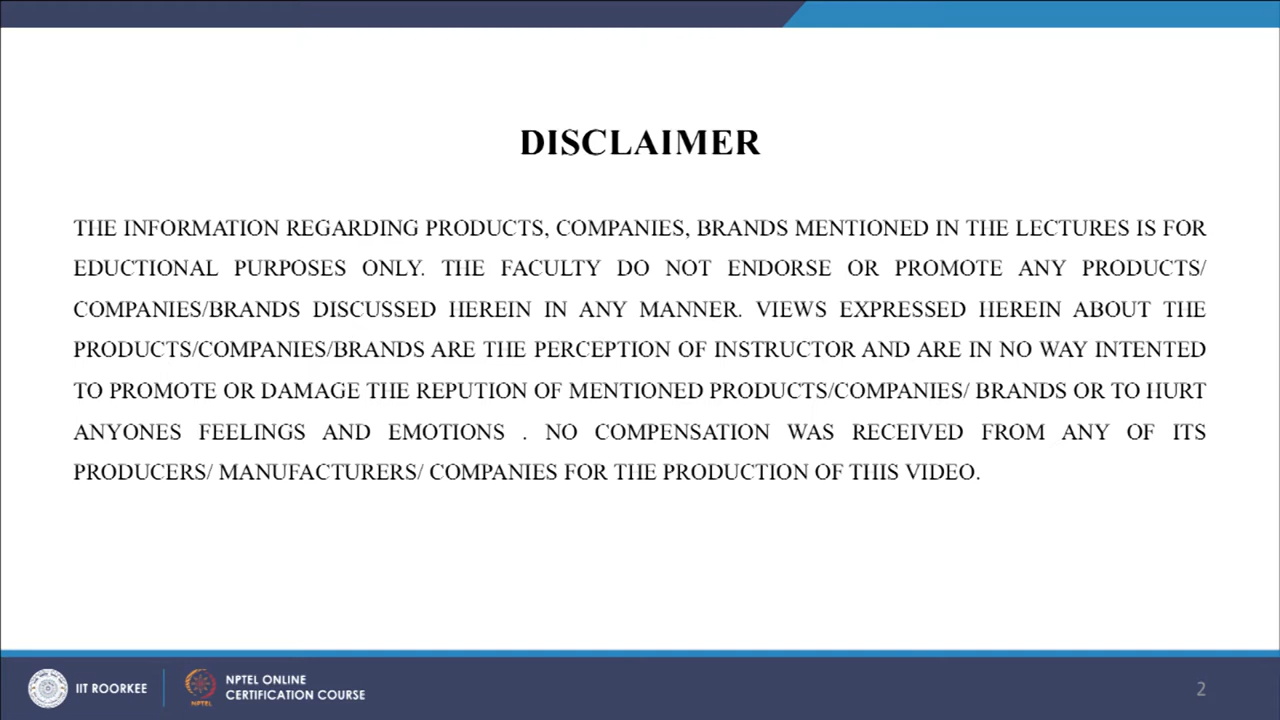 DISCLAIMER
THE INFORMATION REGARDING PRODUCTS, COMPANIES, BRANDS MENTIONED IN THE LECTURES IS FOR
EDUCTIONAL PURPOSES ONLY. THE FACULTY DO NOT ENDORSE OR PROMOTE ANY PRODUCTS/
COMPANIES/BRANDS DISCUSSED HEREIN IN ANY MANNER. VIEWS EXPRESSED HEREIN ABOUT THE
PRODUCTS/COMPANIES/BRANDS ARE THE PERCEPTION OF INSTRUCTOR AND ARE IN NO WAY INTENTED
TO PROMOTE OR DAMAGE THE REPUTION OF MENTIONED PRODUCTS/COMPANIES/ BRANDS OR TO HURT
ANYONES FEELINGS AND EMOTIONS . NO COMPENSATION WAS RECEIVED FROM ANY OF ITS
PRODUCERS/ MANUFACTURERS/ COMPANIES FOR THE PRODUCTION OF THIS VIDEO.
IIT ROORKEE
NPTEL
NPTEL ONLINE
CERTIFICATION COURSE
2